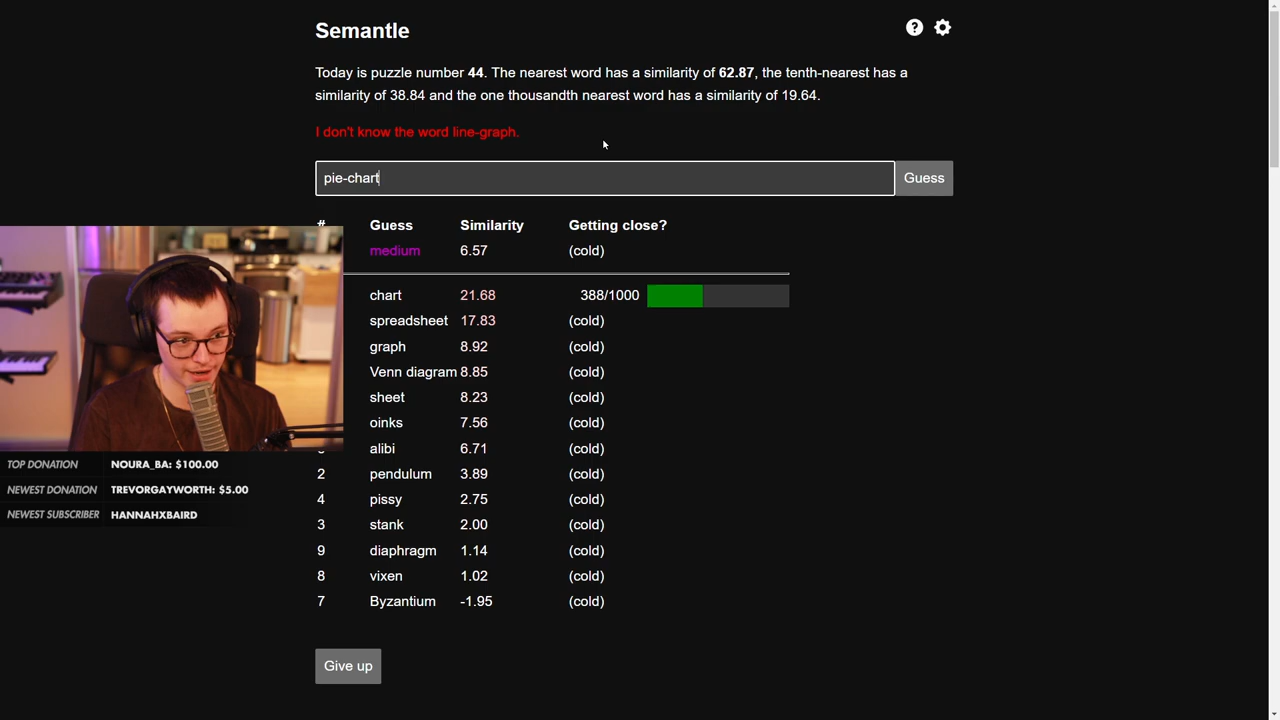 Semantle
Today is puzzle number 44. The nearest word has a similarity of 62.87, the tenth-nearest has a
similarity of 38.84 and the one thousandth nearest word has a similarity of 19.64.
I don't know the word line-graph.
pie-chart Guess
# Guess Similarity Getting close?
medium 6.57 (cold)
chart 21.68 388/1000
spreadsheet 17.83 (cold)
graph 8.92 (cold)
Venn diagram 8.85 (cold)
sheet 8.23 (cold)
oinks 7.56 (cold)
alibi 6.71 (cold)
2 pendulum 3.89 (cold)
4 pissy 2.75 (cold)
3 stank 2.00 (cold)
9 diaphragm 1.14 (cold)
8 vixen 1.02 (cold)
7 Byzantium -1.95 (cold)
Give up
TOP DONATION NOURA_BA: $100.00
NEWEST DONATION TREVORGAYWORTH: $5.00
NEWEST SUBSCRIBER HANNAHXBAIRD